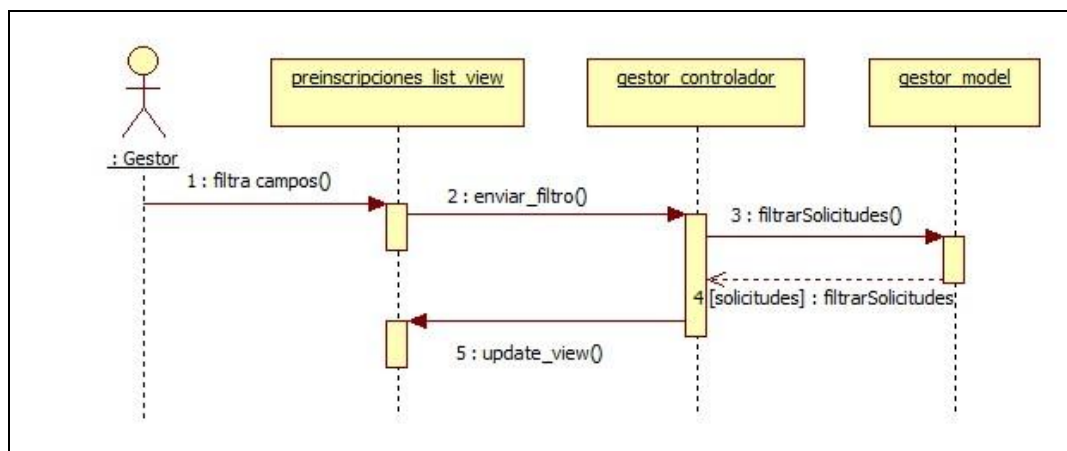 preinscripciones_list_view
gestor_controlador
gestor_model
: Gestor
1 : filtra campos()
2 : enviar_filtro()
3 : filtrarSolicitudes()
4 [solicitudes] : filtrarSolicitudes
5 : update_view()